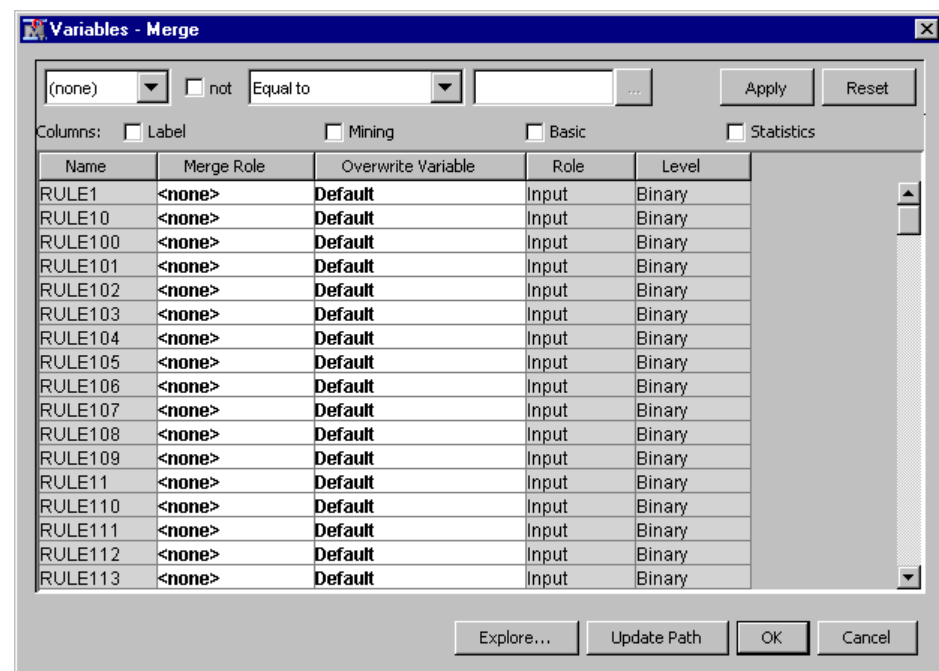 Variables - Merge
(none) not Equal to ... Apply Reset
Columns: Label Mining Basic Statistics
Name Merge Role Overwrite Variable Role Level
RULE1 <none> Default Input Binary
RULE10 <none> Default Input Binary
RULE100 <none> Default Input Binary
RULE101 <none> Default Input Binary
RULE102 <none> Default Input Binary
RULE103 <none> Default Input Binary
RULE104 <none> Default Input Binary
RULE105 <none> Default Input Binary
RULE106 <none> Default Input Binary
RULE107 <none> Default Input Binary
RULE108 <none> Default Input Binary
RULE109 <none> Default Input Binary
RULE11 <none> Default Input Binary
RULE110 <none> Default Input Binary
RULE111 <none> Default Input Binary
RULE112 <none> Default Input Binary
RULE113 <none> Default Input Binary
Explore... Update Path OK Cancel